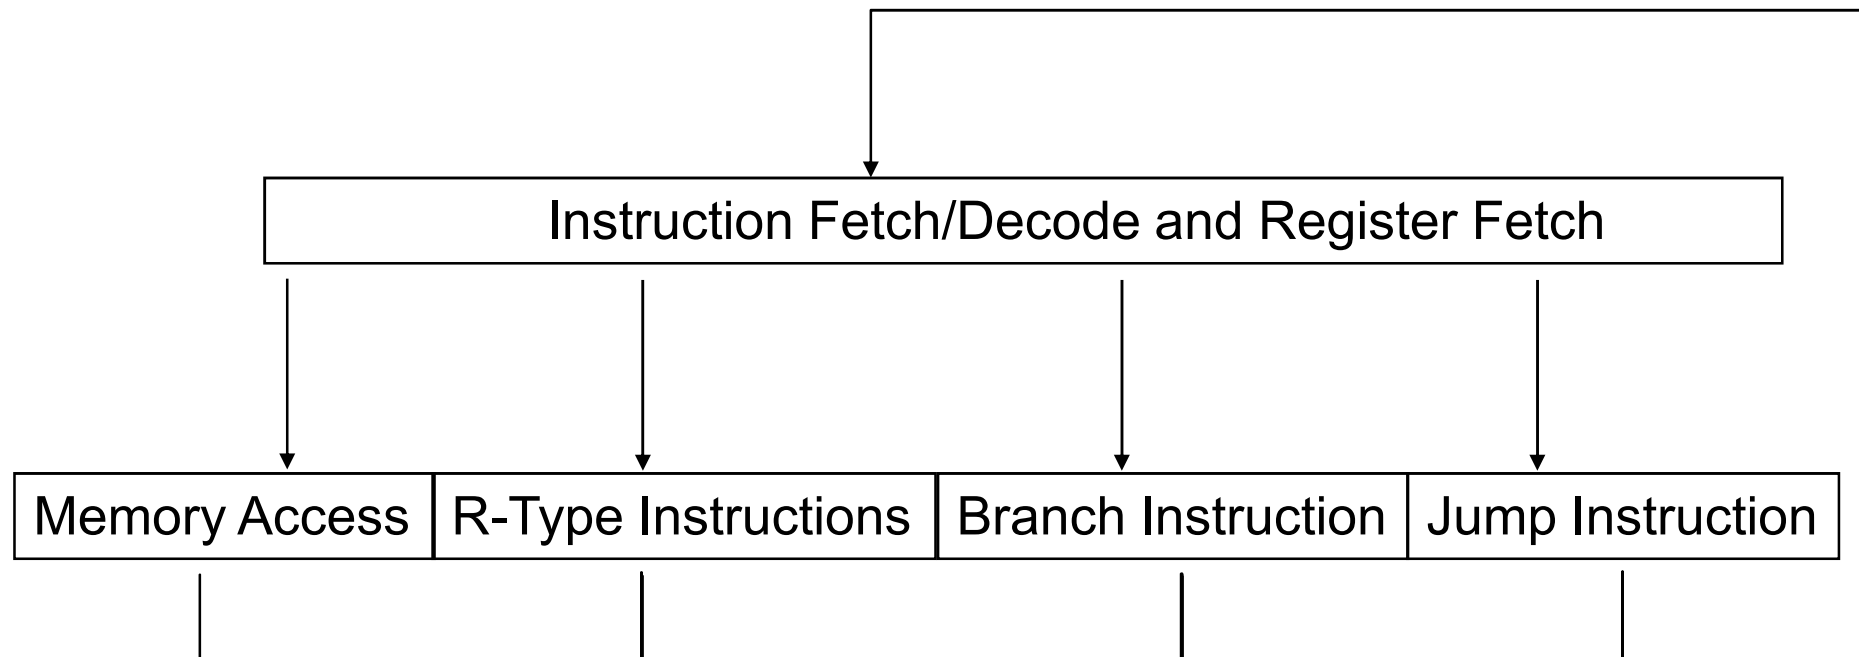 Instruction Fetch/Decode and Register Fetch
Memory Access
R-Type Instructions
Branch Instruction
Jump Instruction